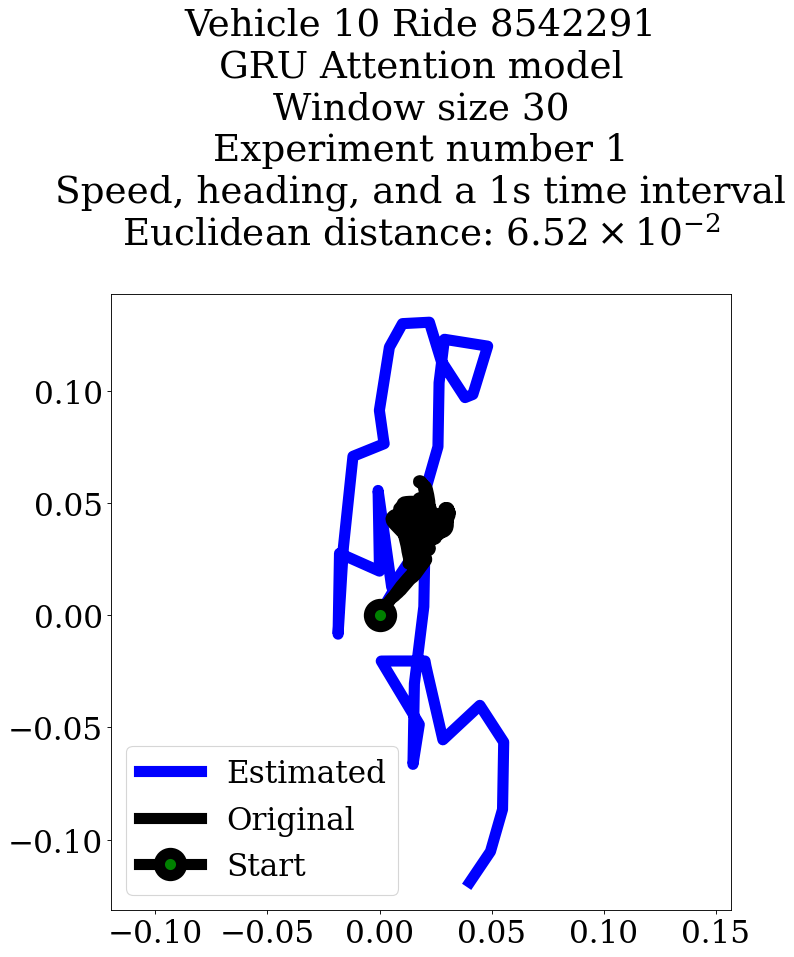 Vehicle 10 Ride 8542291
GRU Attention model
Window size 30
Experiment number 1
Speed, heading, and a 1s time interval
Euclidean distance: 6.52 × 10⁻²
0.10
0.05
0.00
−0.05
−0.10
Estimated
Original
Start
−0.10 −0.05 0.00 0.05 0.10 0.15